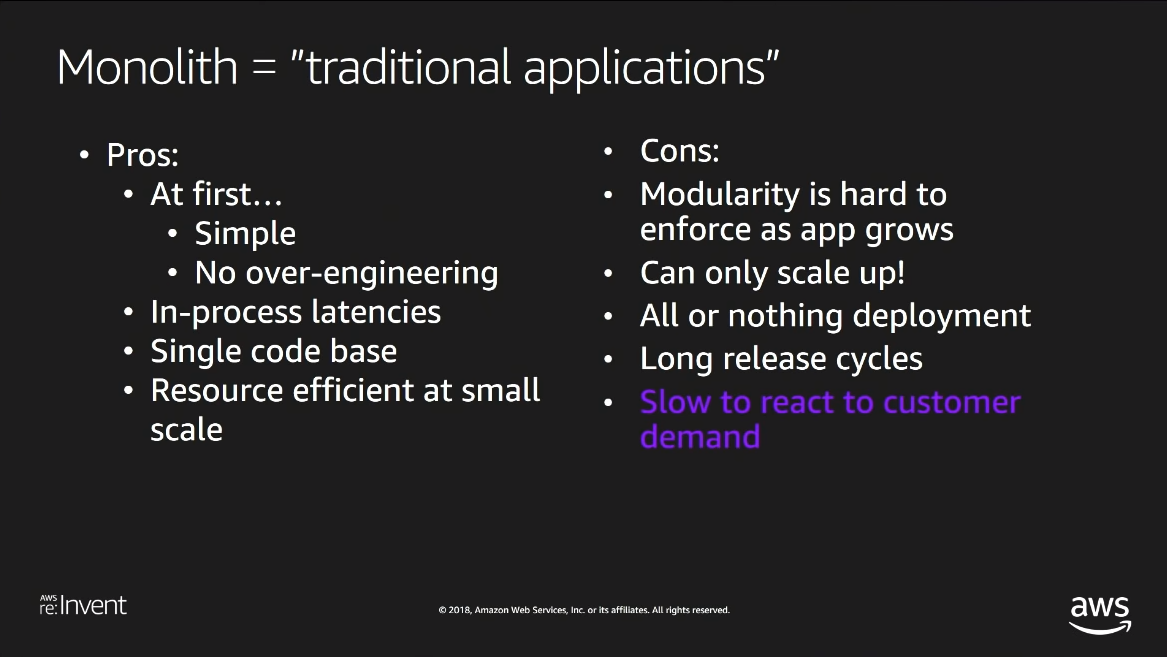 Monolith = "traditional applications"
• Pros:
• At first…
• Simple
• No over-engineering
• In-process latencies
• Single code base
• Resource efficient at small
scale
• Cons:
• Modularity is hard to
enforce as app grows
• Can only scale up!
• All or nothing deployment
• Long release cycles
• Slow to react to customer
demand
AWS
re:Invent
© 2018, Amazon Web Services, Inc. or its affiliates. All rights reserved.
aws